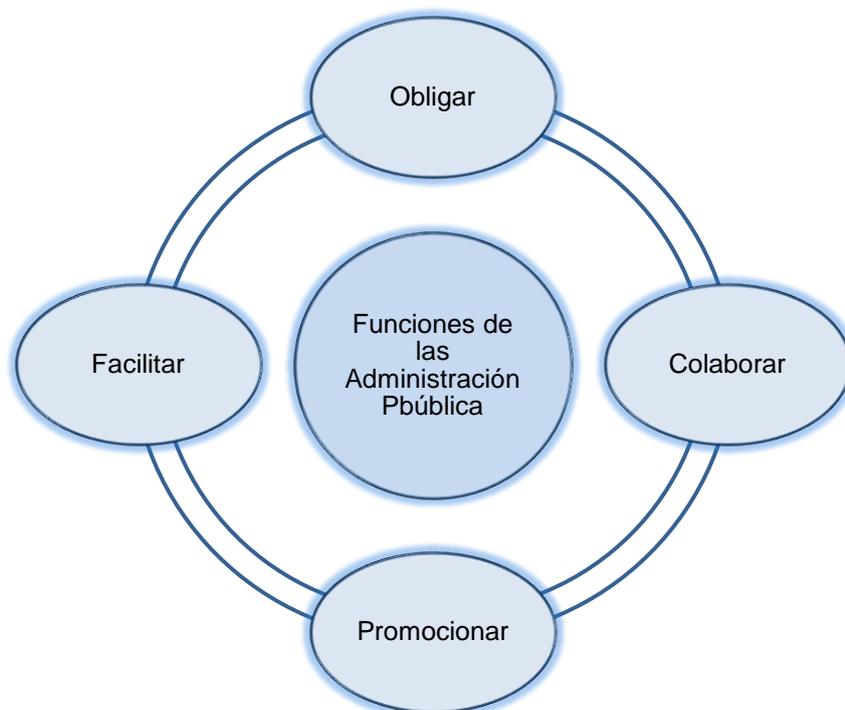 Obligar
Facilitar
Funciones de
las
Administración
Pbública
Colaborar
Promocionar